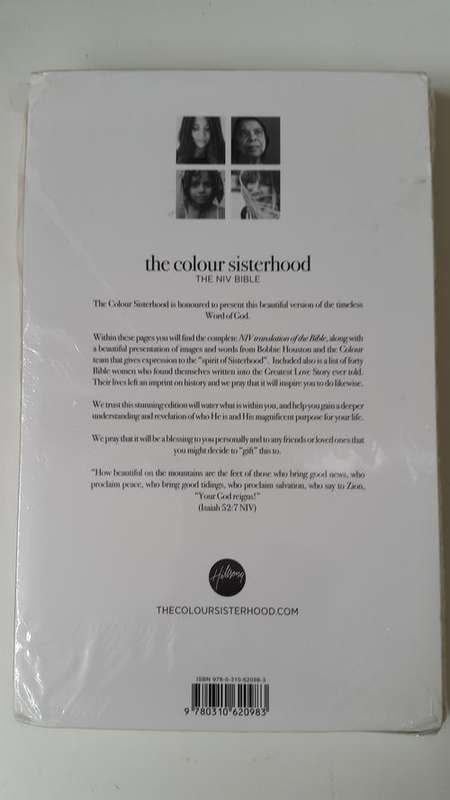 the colour sisterhood
THE NIV BIBLE
The Colour Sisterhood is honoured to present this beautiful version of the timeless
Word of God.
Within these pages you will find the complete NIV translation of the Bible, along with
a beautiful presentation of images and words from Bobbie Houston and the Colour
team that gives expression to the “spirit of Sisterhood”. Included also is a list of forty
Bible women who found themselves written into the Greatest Love Story ever told.
Their lives left an imprint on history and we pray that it will inspire you to do likewise.
We trust this stunning edition will water what is within you, and help you gain a deeper
understanding and revelation of who He is and His magnificent purpose for your life.
We pray that it will be a blessing to you personally and to any friends or loved ones that
you might decide to “gift” this to.
“How beautiful on the mountains are the feet of those who bring good news, who
proclaim peace, who bring good tidings, who proclaim salvation, who say to Zion,
“Your God reigns!”
(Isaiah 52:7 NIV)
Hillsong
THECOLOURSISTERHOOD.COM
ISBN 978-0-310-62098-3
9 780310 620983